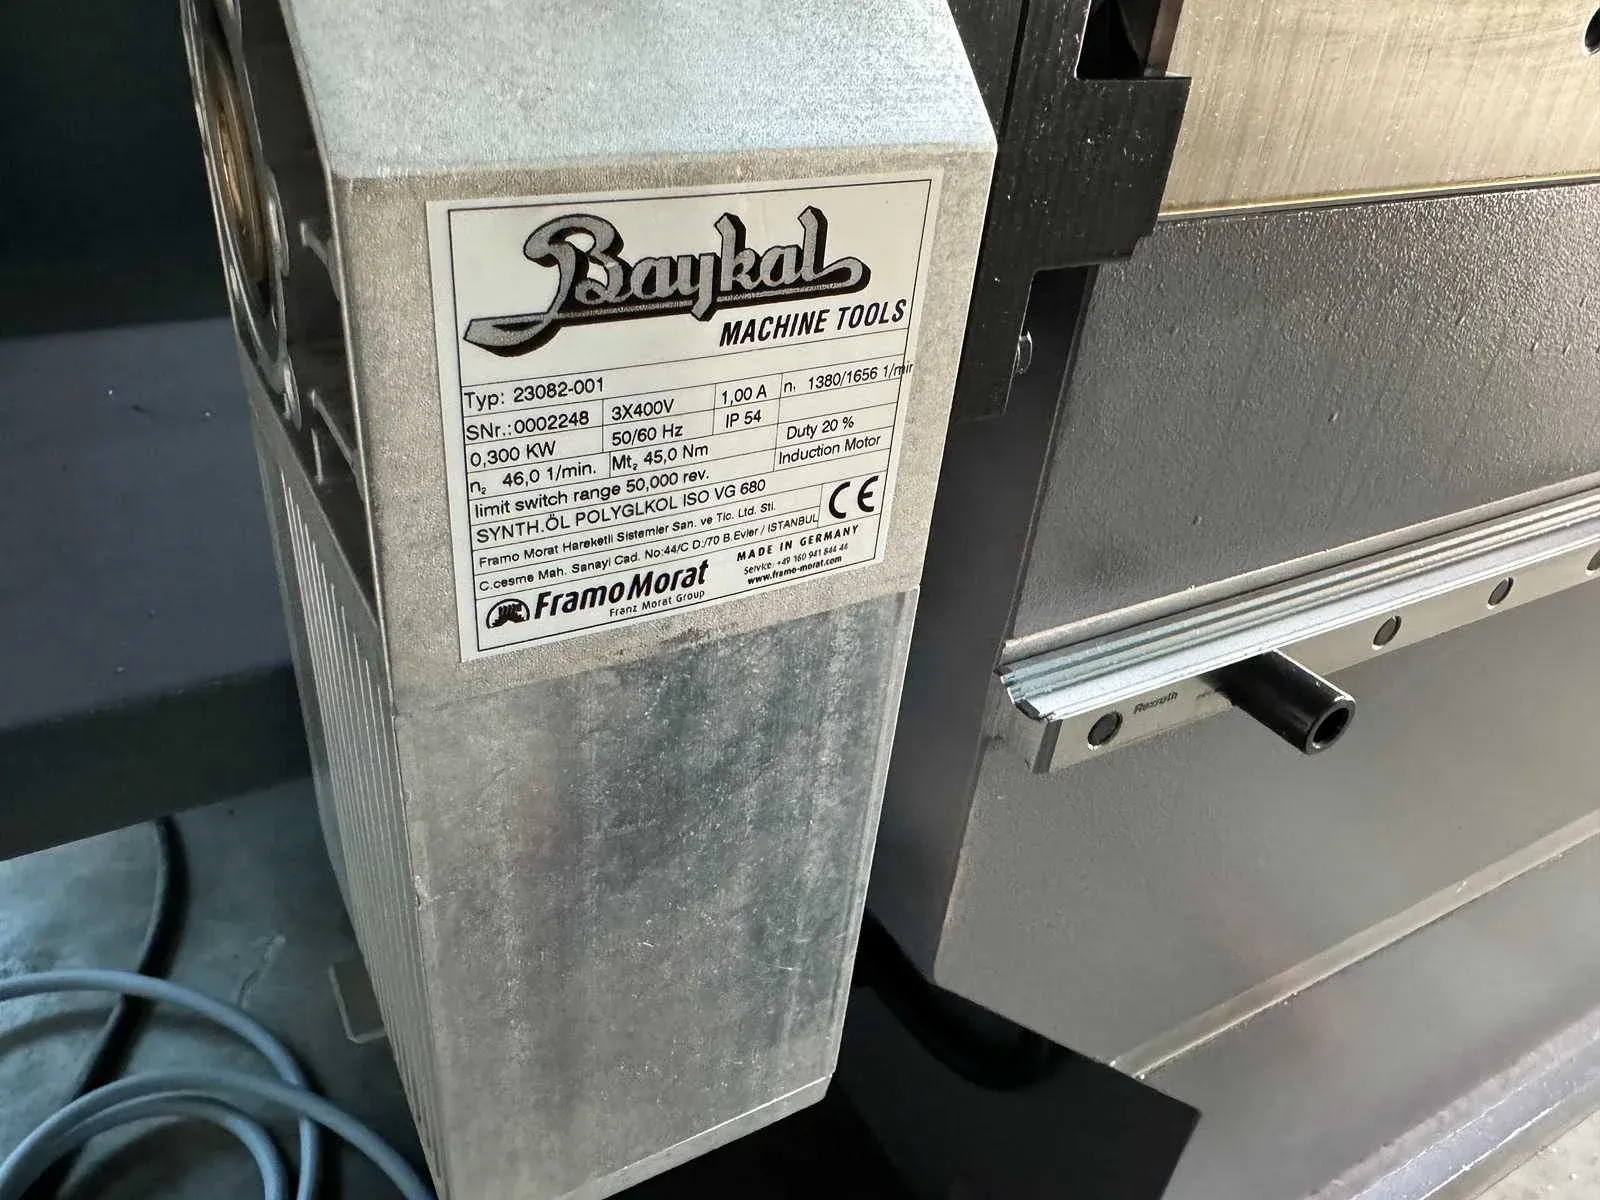 Baykal
MACHINE TOOLS
Typ: 23082-001
SNr.:0002248 3X400V 1,00 A n₁ 1380/1656 1/min
0,300 KW 50/60 Hz IP 54
n₂ 46,0 1/min. Mt₂ 45,0 Nm Duty 20 %
limit switch range 50,000 rev. Induction Motor
SYNTH.ÖL POLYGLKOL ISO VG 680 CE
Framo Morat Hareketli Sistemler San. ve Tic. Ltd. Sti.
C.cesme Mah. Sanayi Cad. No:44/C D:/70 B.Evler / ISTANBUL
MADE IN GERMANY
Service: +49 160 941 844 44
www.framo-morat.com
FramoMorat
Franz Morat Group
Rexroth